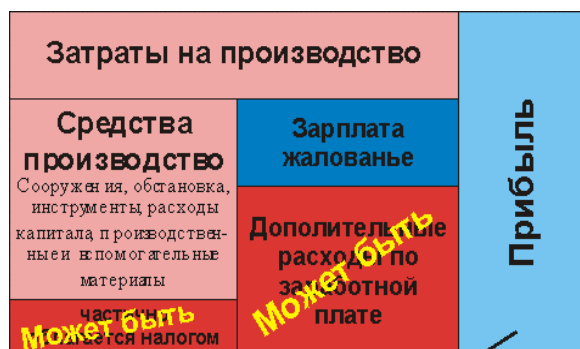 Затраты на производство
Средства
производство
Сооружения, обстановка,
инструменты, расходы
капитала, производствен-
ные и вспомогательные
материалы
частично
облагается налогом
Может быть
Зарплата
жалованье
Дополительные
расходы по
заработной
плате
Может быть
Прибыль